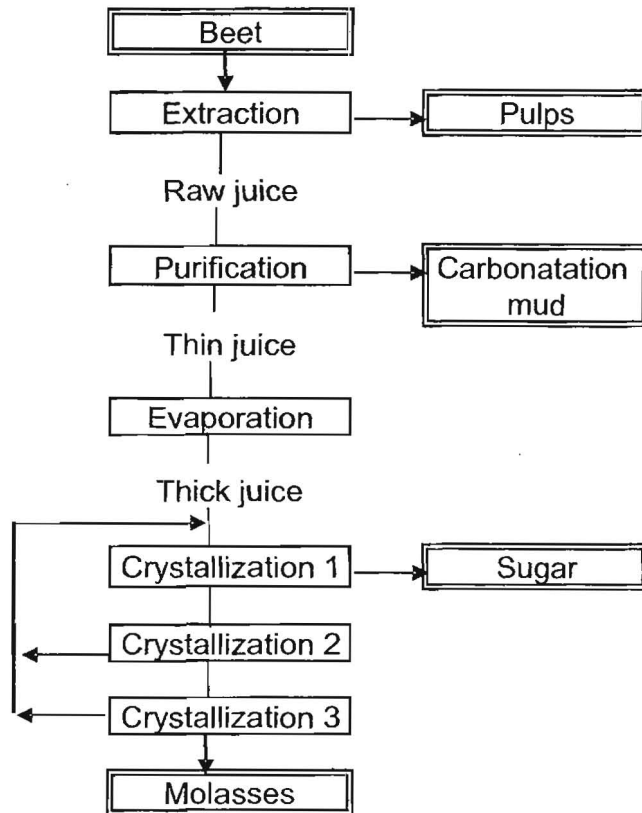 Beet
Extraction
Pulps
Raw juice
Purification
Carbonatation
mud
Thin juice
Evaporation
Thick juice
Crystallization 1
Sugar
Crystallization 2
Crystallization 3
Molasses